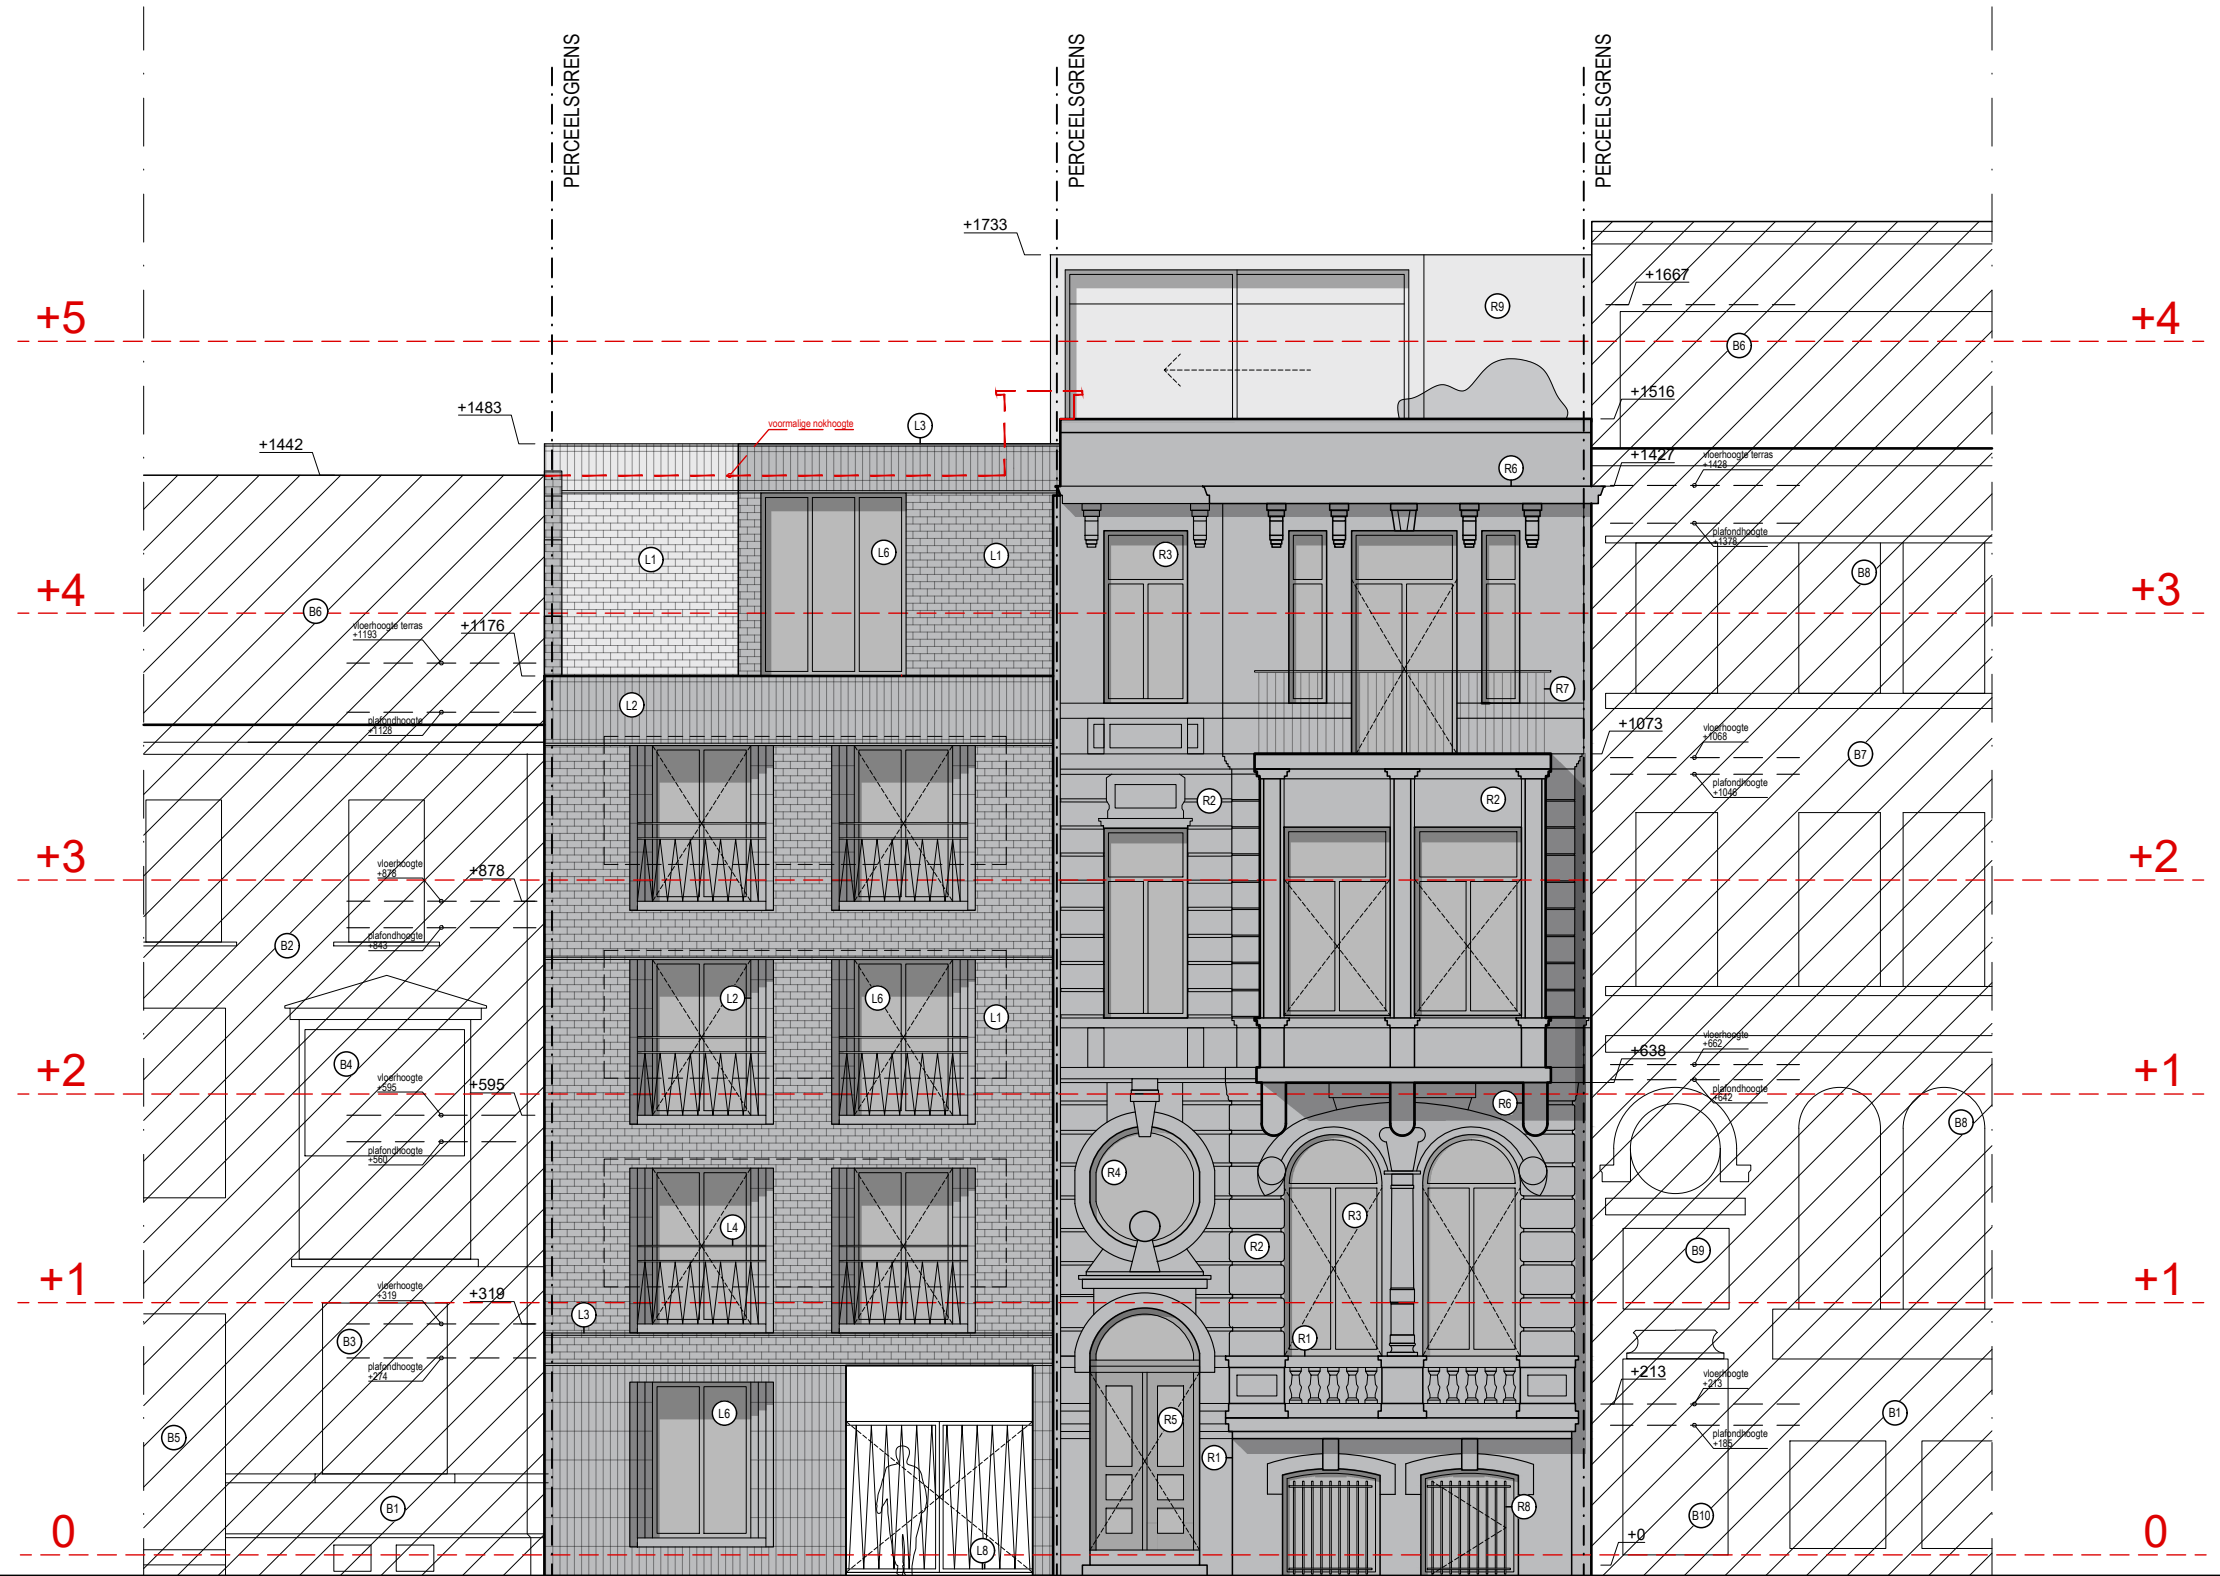 PERCEELSGRENS
PERCEELSGRENS
PERCEELSGRENS
+1733
+1667
R9
+5
+4
B6
+1516
+1483
voormalige nokhoogte
L3
+1442
+1427
vloerhoogte terras
+1428
R6
plafondhoogte
+1378
L1
L6
L1
R3
B8
+4
+3
B6
vloerhoogte terras
+1193
+1176
L2
R7
plafondhoogte
+1128
+1073
vloerhoogte
+1068
B7
plafondhoogte
+1046
R2
R2
+3
+2
vloerhoogte
+878
+878
B2
plafondhoogte
+843
L2
L6
L1
+638
vloerhoogte
+662
B4
+2
+1
vloerhoogte
+595
+595
plafondhoogte
+642
R6
B8
plafondhoogte
+560
R4
L4
R3
R2
B9
+1
+1
vloerhoogte
+319
+319
L3
B3
R1
plafondhoogte
+274
+213
vloerhoogte
+213
L6
R5
B1
B5
plafondhoogte
+185
R1
B1
R8
B10
0
+0
0
L8